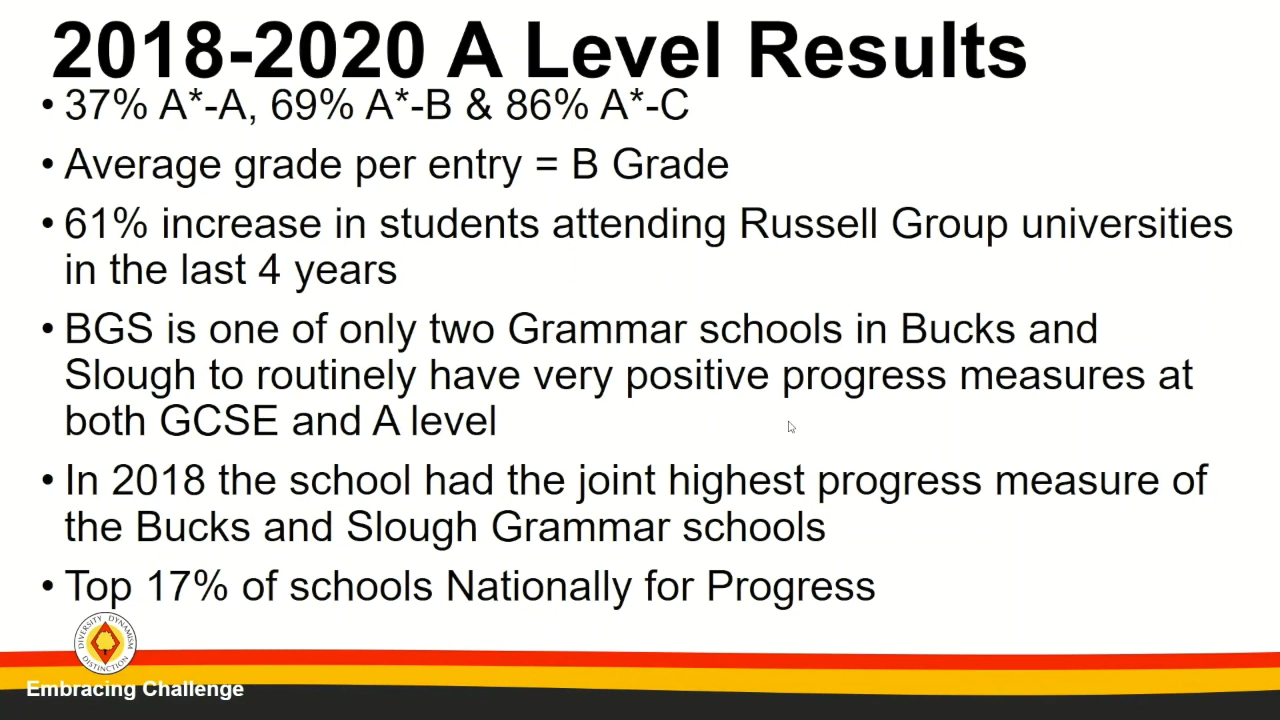 2018-2020 A Level Results
• 37% A*-A, 69% A*-B & 86% A*-C
• Average grade per entry = B Grade
• 61% increase in students attending Russell Group universities
in the last 4 years
• BGS is one of only two Grammar schools in Bucks and
Slough to routinely have very positive progress measures at
both GCSE and A level
• In 2018 the school had the joint highest progress measure of
the Bucks and Slough Grammar schools
• Top 17% of schools Nationally for Progress
DIVERSITY DYNAMISM
DISTINCTION
Embracing Challenge